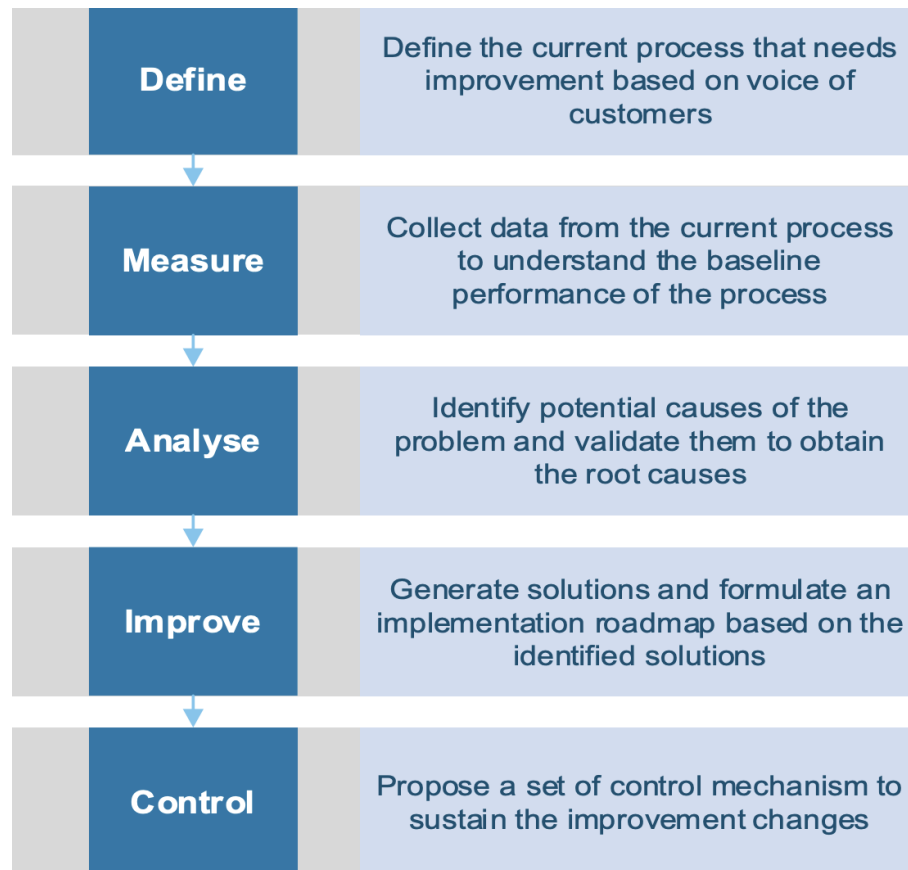 Define
Define the current process that needs
improvement based on voice of
customers
Measure
Collect data from the current process
to understand the baseline
performance of the process
Analyse
Identify potential causes of the
problem and validate them to obtain
the root causes
Improve
Generate solutions and formulate an
implementation roadmap based on the
identified solutions
Control
Propose a set of control mechanism to
sustain the improvement changes